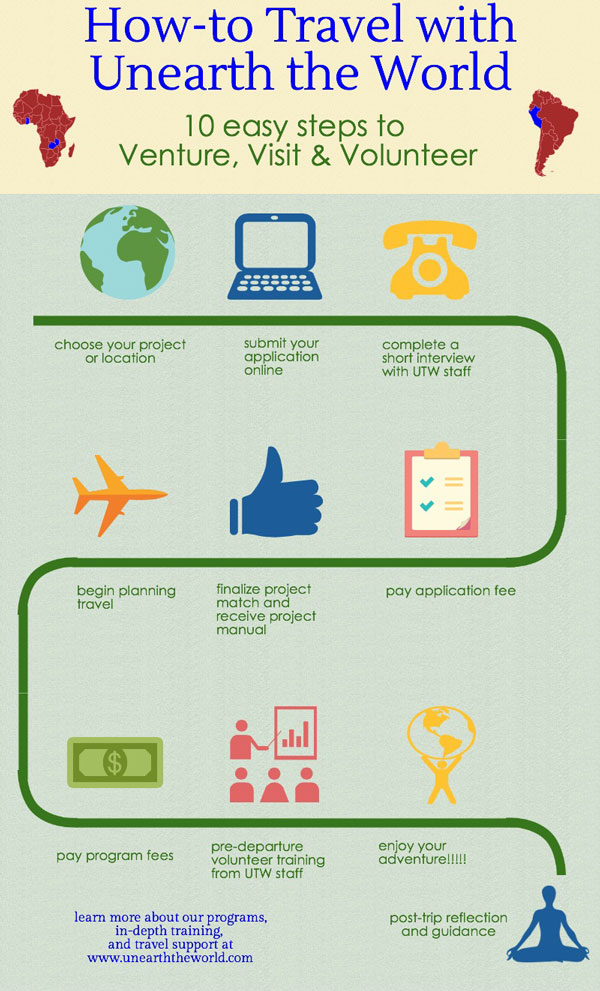 How-to Travel with
Unearth the World
10 easy steps to
Venture, Visit & Volunteer
choose your project
or location
submit your
application
online
complete a
short interview
with UTW staff
begin planning
travel
finalize project
match and
receive project
manual
pay application fee
$
pay program fees
pre-departure
volunteer training
from UTW staff
enjoy your
adventure!!!!!
learn more about our programs,
in-depth training,
and travel support at
www.unearththeworld.com
post-trip reflection
and guidance